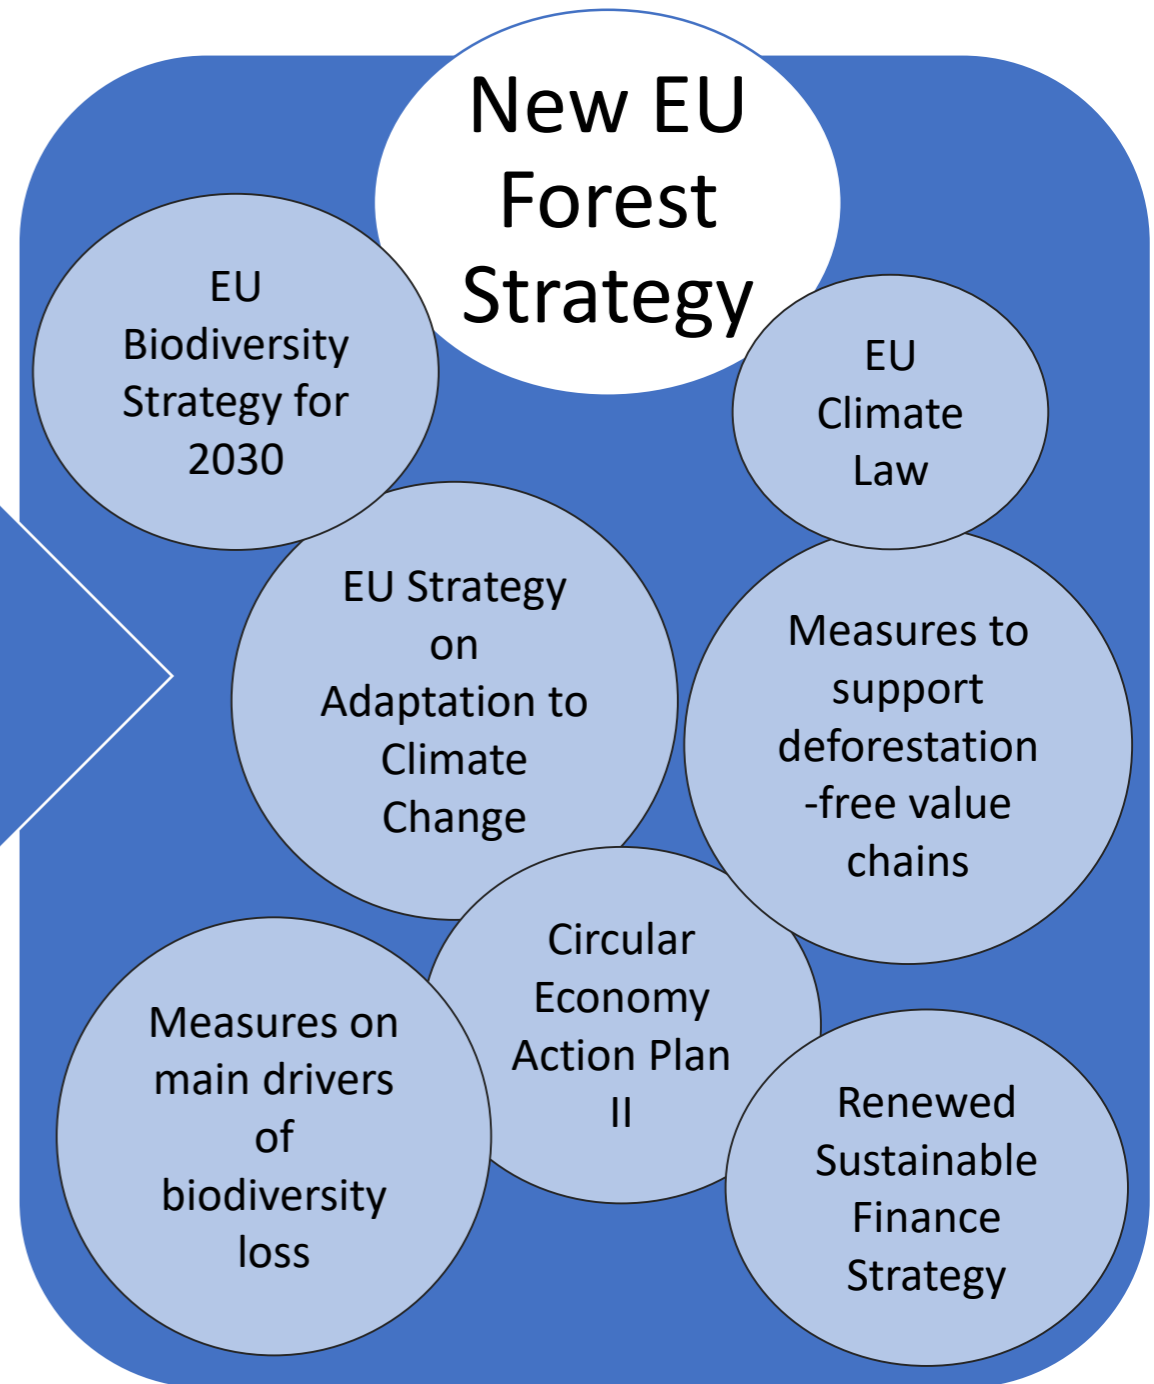 New EU
Forest
Strategy
EU
Biodiversity
Strategy for
2030
EU
Climate
Law
EU Strategy
on
Adaptation to
Climate
Change
Measures to
support
deforestation
-free value
chains
Circular
Economy
Action Plan
II
Measures on
main drivers
of
biodiversity
loss
Renewed
Sustainable
Finance
Strategy